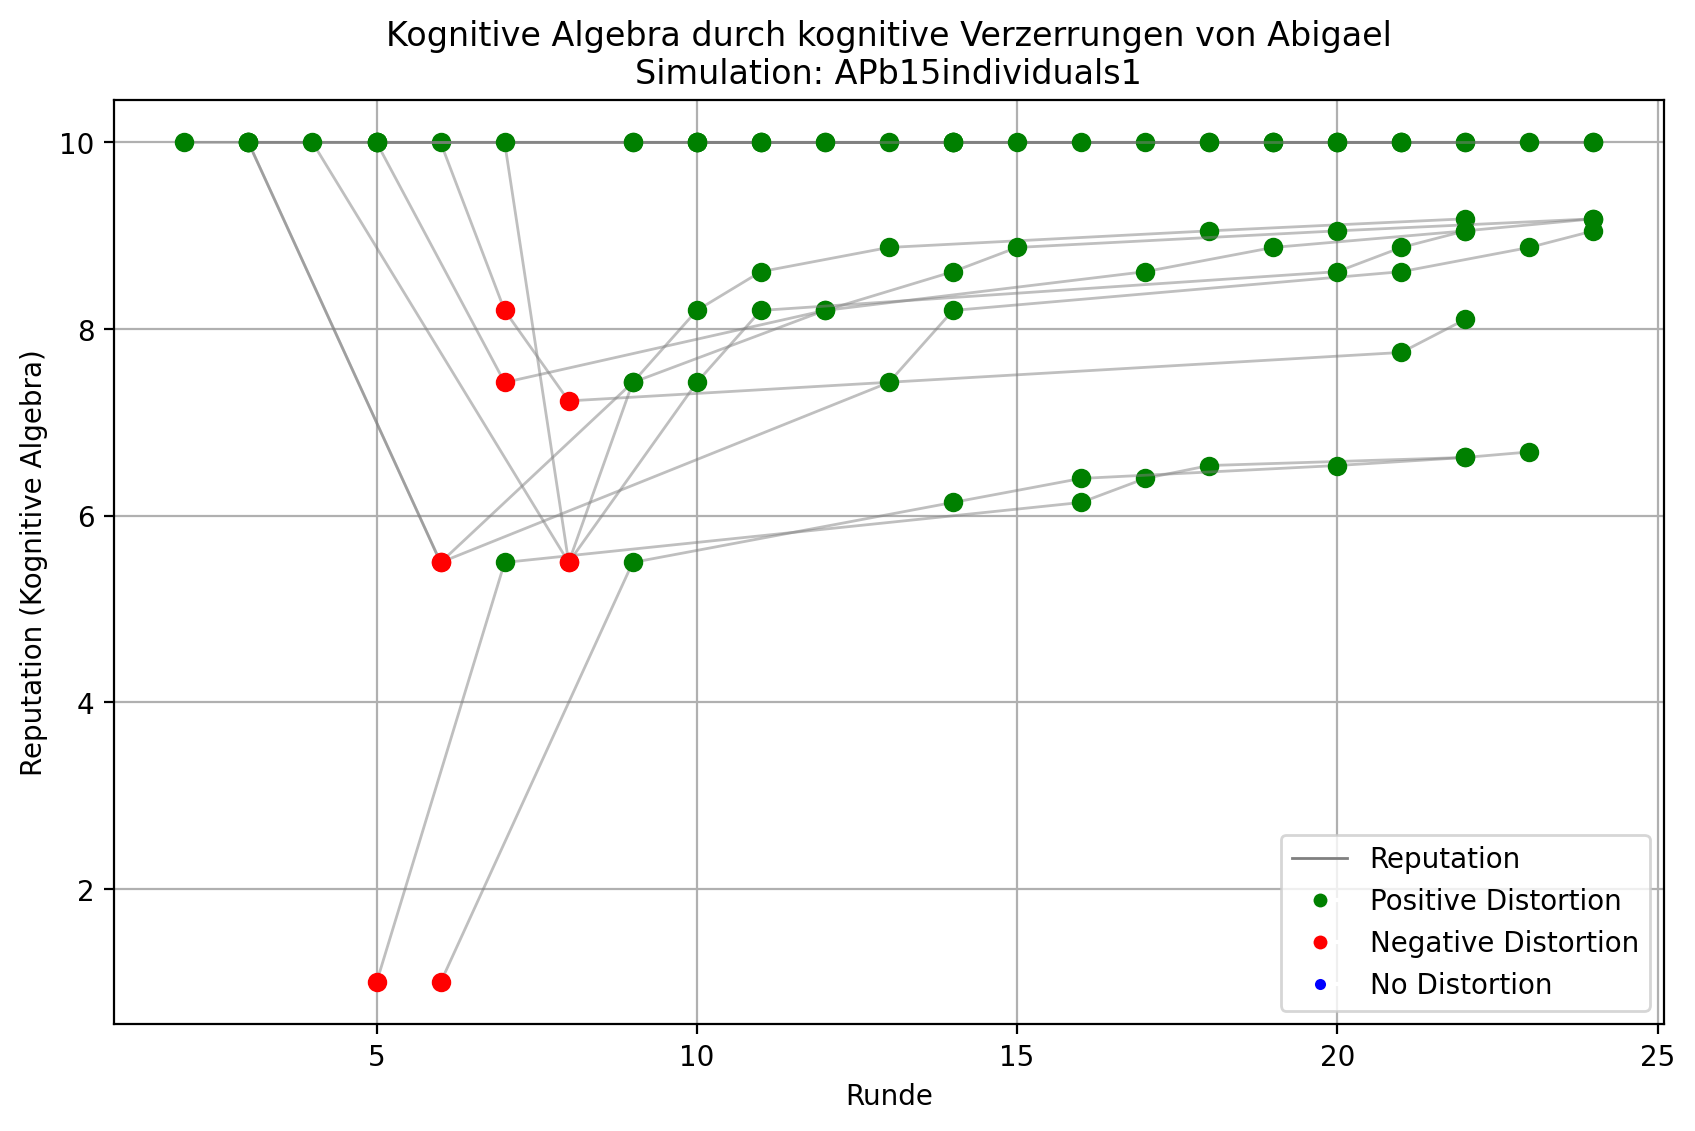 Kognitive Algebra durch kognitive Verzerrungen von Abigael
Simulation: APb15individuals1
Reputation (Kognitive Algebra)
10
8
6
4
2
5
10
15
20
25
Runde
Reputation
Positive Distortion
Negative Distortion
No Distortion